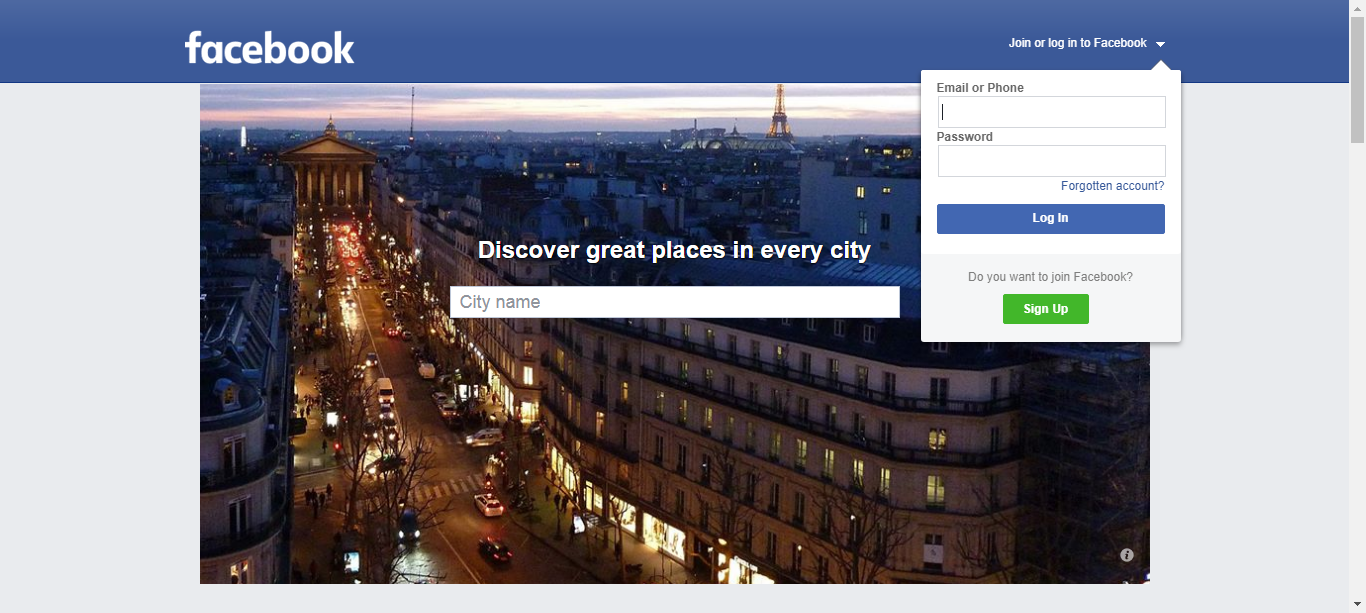 facebook
Join or log in to Facebook
Email or Phone
Password
Forgotten account?
Log In
Do you want to join Facebook?
Sign Up
Discover great places in every city
City name